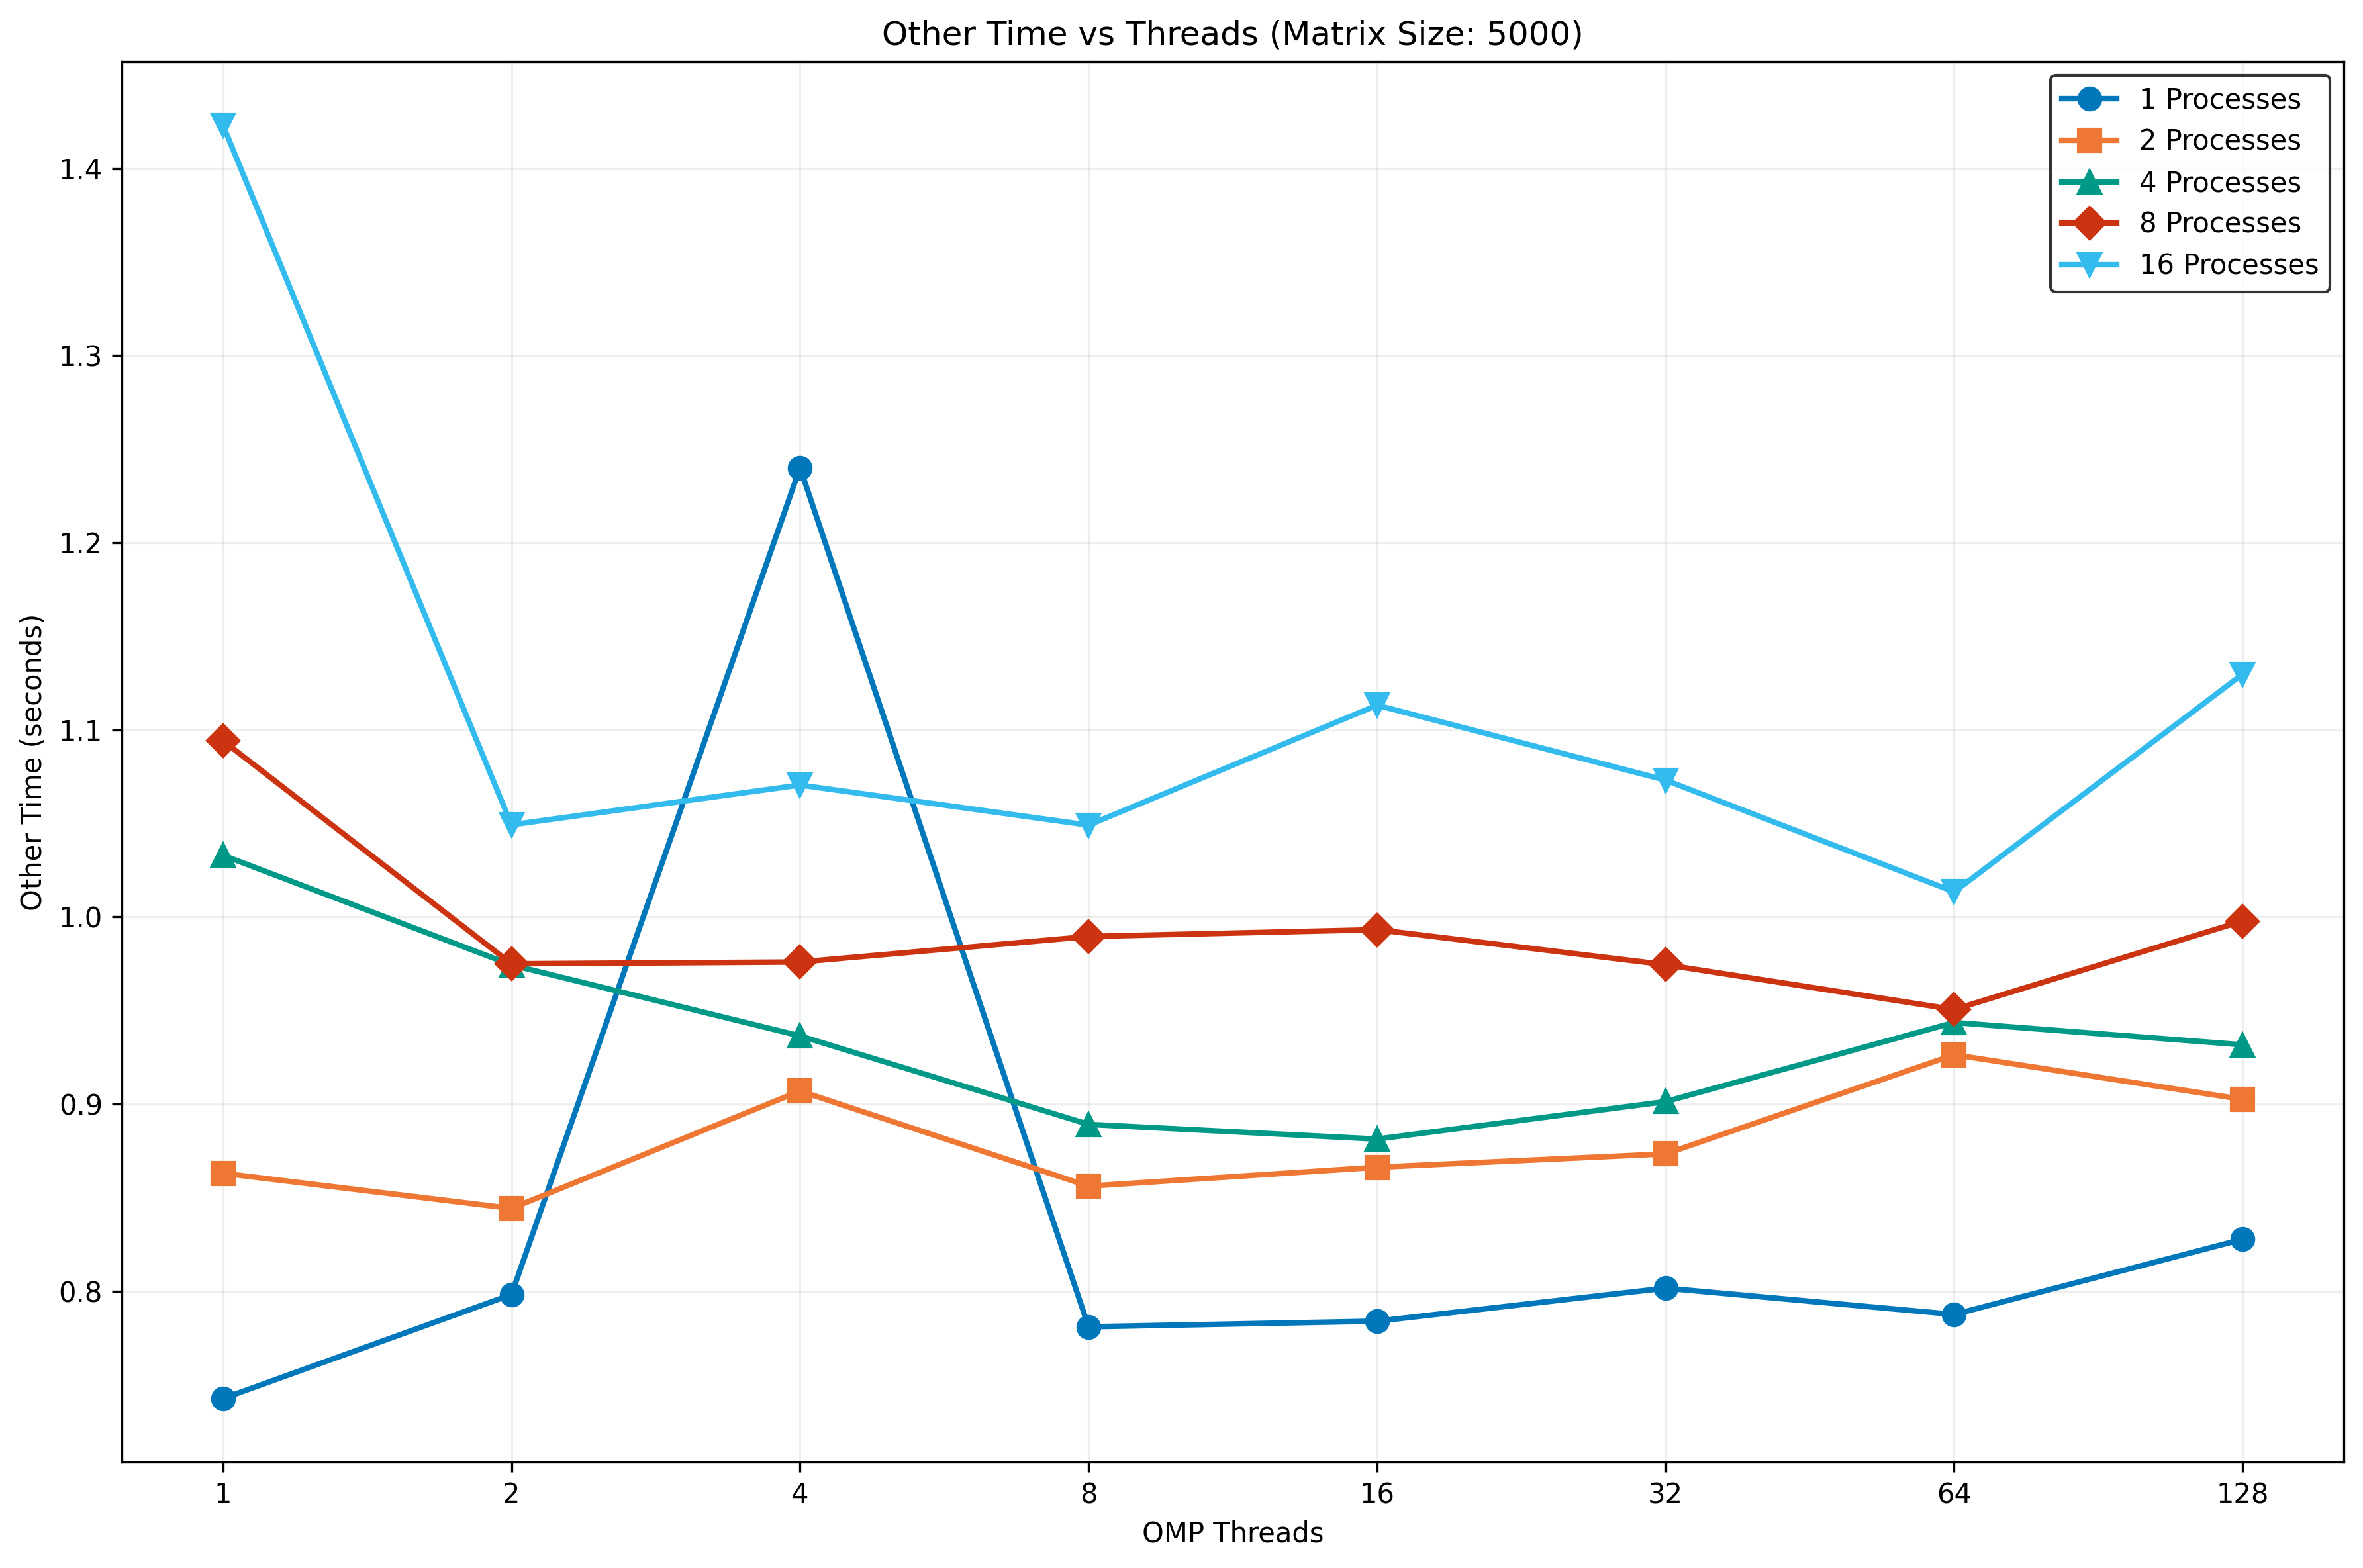 Other Time vs Threads (Matrix Size: 5000)
1 Processes
2 Processes
4 Processes
8 Processes
16 Processes
Other Time (seconds)
1.4
1.3
1.2
1.1
1.0
0.9
0.8
1 2 4 8 16 32 64 128
OMP Threads